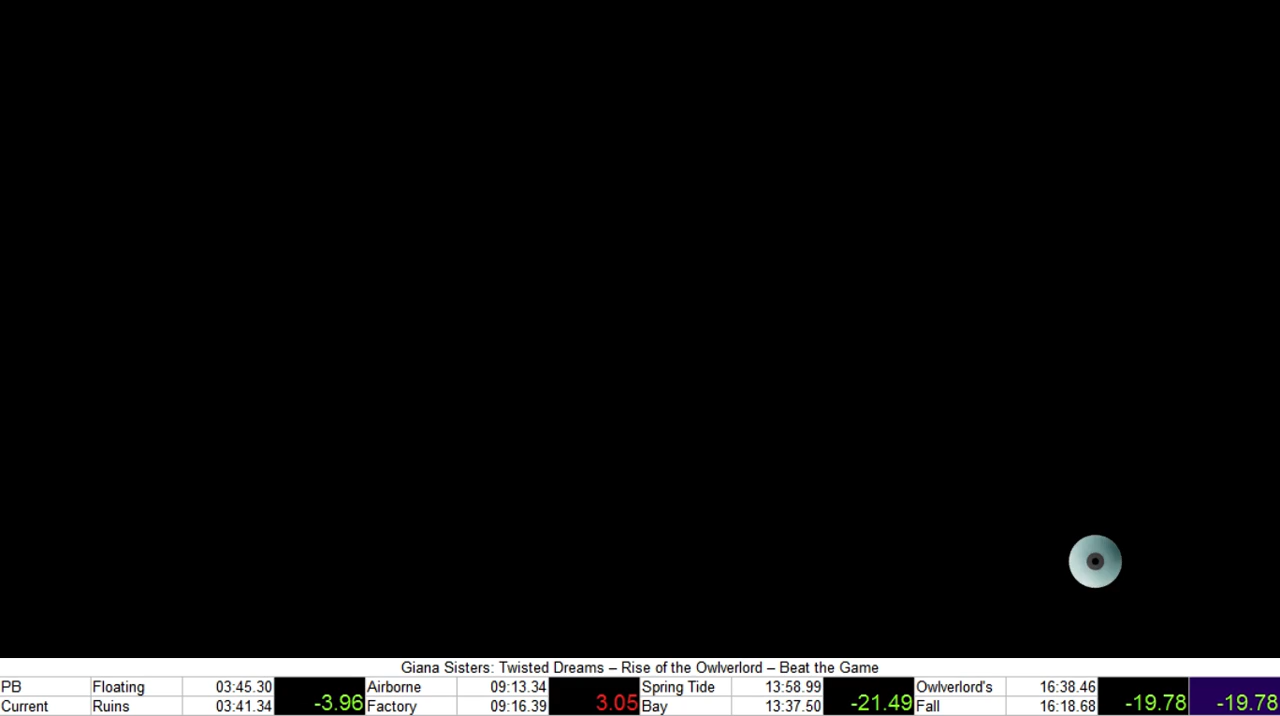 Giana Sisters: Twisted Dreams – Rise of the Owlverlord – Beat the Game
PB Floating 03:45.30 Airborne 09:13.34 Spring Tide 13:58.99 Owlverlord's 16:38.46
Current Ruins 03:41.34 -3.96 Factory 09:16.39 3.05 Bay 13:37.50 -21.49 Fall 16:18.68 -19.78 -19.78